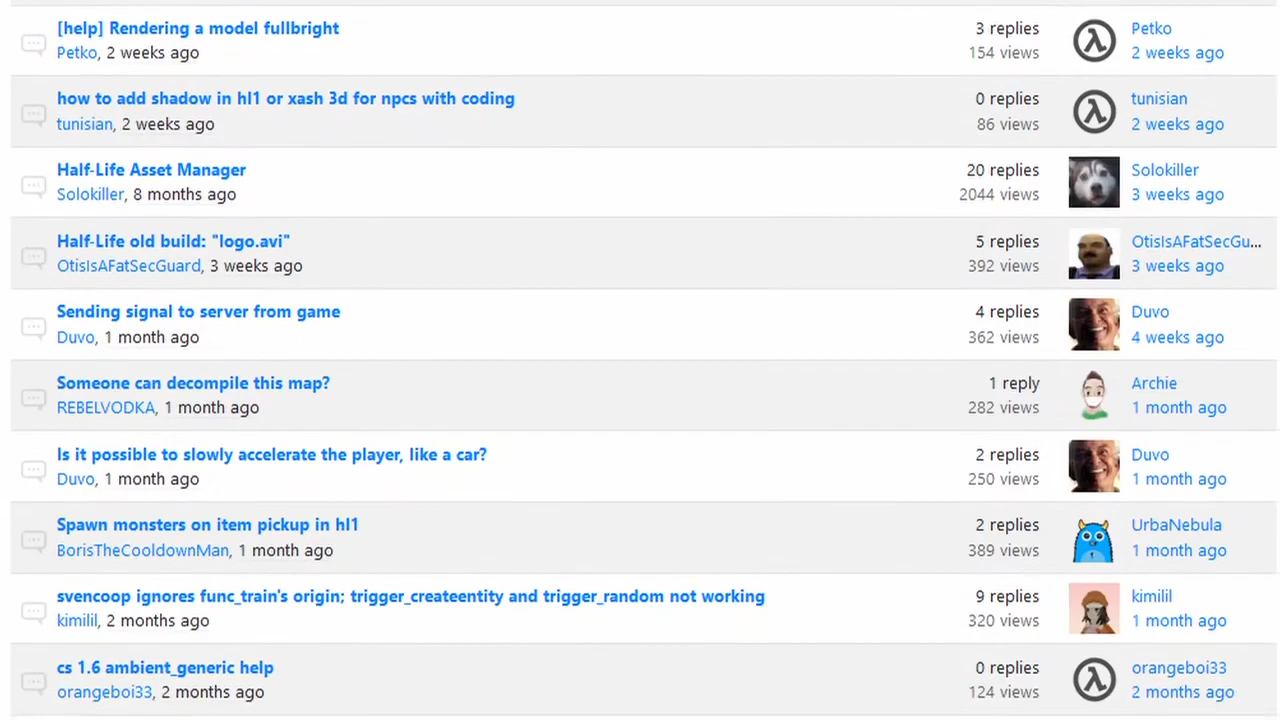 [help] Rendering a model fullbright
Petko, 2 weeks ago
3 replies
154 views
Petko
2 weeks ago
how to add shadow in hl1 or xash 3d for npcs with coding
tunisian, 2 weeks ago
0 replies
86 views
tunisian
2 weeks ago
Half-Life Asset Manager
Solokiller, 8 months ago
20 replies
2044 views
Solokiller
3 weeks ago
Half-Life old build: "logo.avi"
OtisIsAFatSecGuard, 3 weeks ago
5 replies
392 views
OtisIsAFatSecGu...
3 weeks ago
Sending signal to server from game
Duvo, 1 month ago
4 replies
362 views
Duvo
4 weeks ago
Someone can decompile this map?
REBELVODKA, 1 month ago
1 reply
282 views
Archie
1 month ago
Is it possible to slowly accelerate the player, like a car?
Duvo, 1 month ago
2 replies
250 views
Duvo
1 month ago
Spawn monsters on item pickup in hl1
BorisTheCooldownMan, 1 month ago
2 replies
389 views
UrbaNebula
1 month ago
svencoop ignores func_train's origin; trigger_createentity and trigger_random not working
kimilil, 2 months ago
9 replies
320 views
kimilil
1 month ago
cs 1.6 ambient_generic help
orangeboi33, 2 months ago
0 replies
124 views
orangeboi33
2 months ago